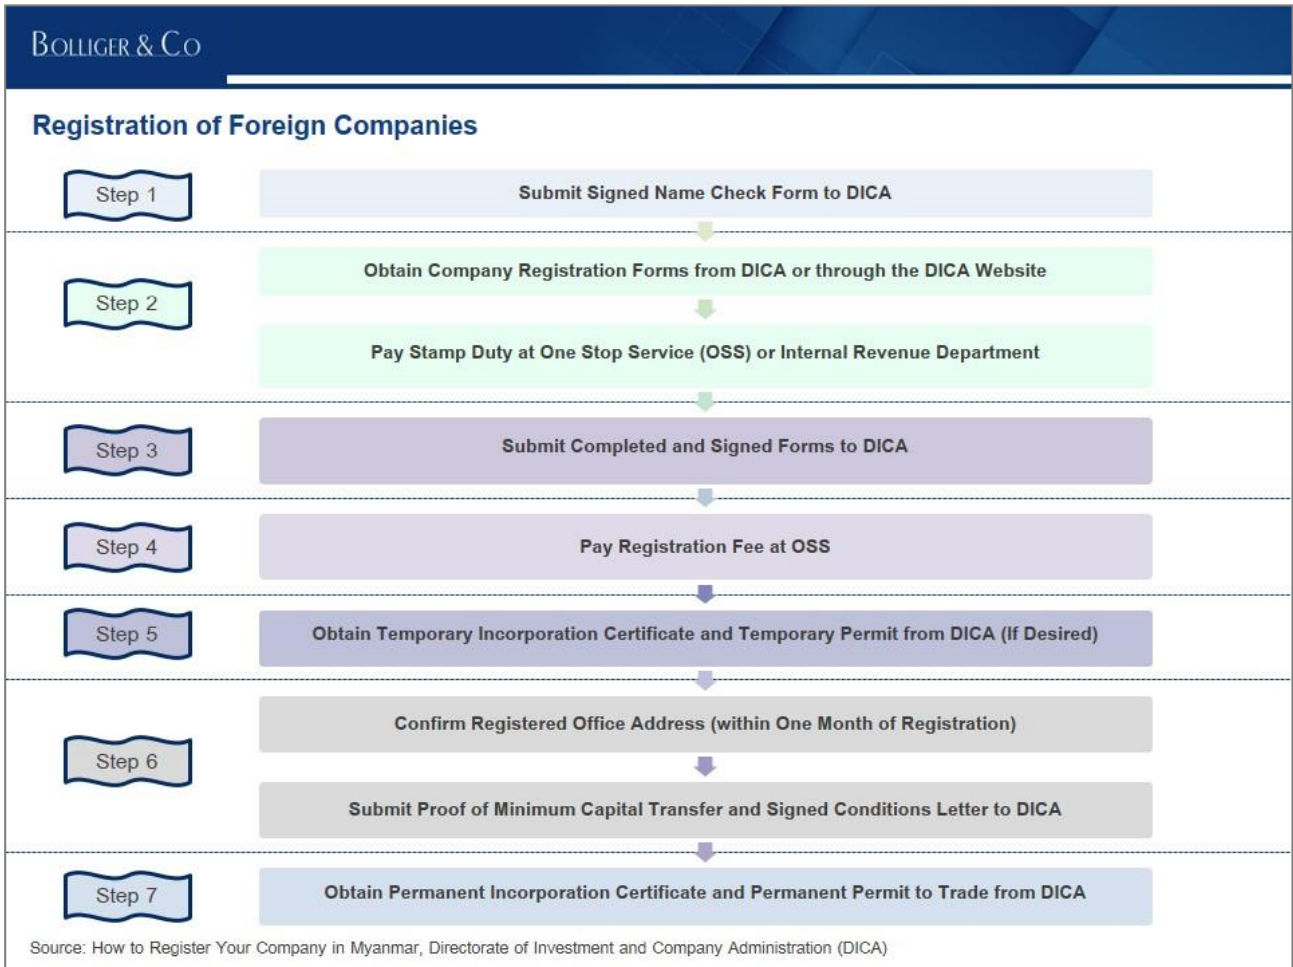 BOLLIGER & CO
Registration of Foreign Companies
Step 1
Submit Signed Name Check Form to DICA
Step 2
Obtain Company Registration Forms from DICA or through the DICA Website
Pay Stamp Duty at One Stop Service (OSS) or Internal Revenue Department
Step 3
Submit Completed and Signed Forms to DICA
Step 4
Pay Registration Fee at OSS
Step 5
Obtain Temporary Incorporation Certificate and Temporary Permit from DICA (If Desired)
Step 6
Confirm Registered Office Address (within One Month of Registration)
Submit Proof of Minimum Capital Transfer and Signed Conditions Letter to DICA
Step 7
Obtain Permanent Incorporation Certificate and Permanent Permit to Trade from DICA
Source: How to Register Your Company in Myanmar, Directorate of Investment and Company Administration (DICA)